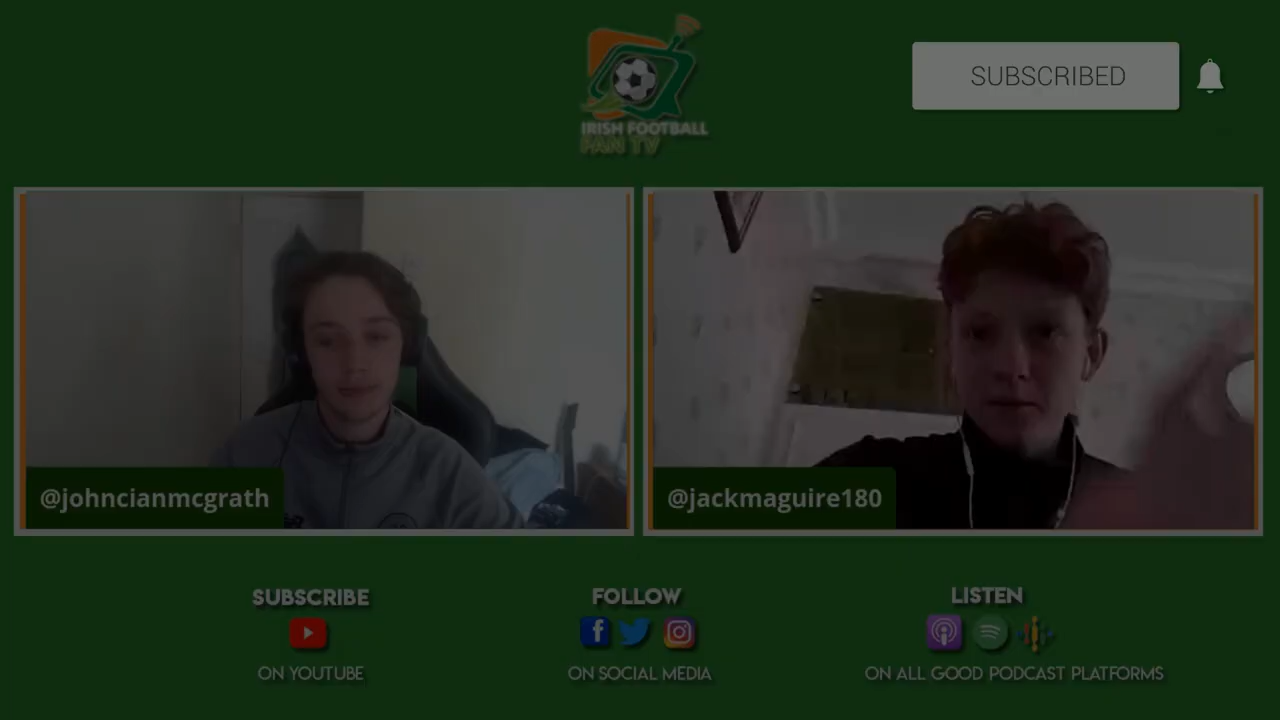 IRISH FOOTBALL
FAN TV
SUBSCRIBED
@johncianmcgrath
@jackmaguire180
SUBSCRIBE
FOLLOW
LISTEN
ON YOUTUBE
ON SOCIAL MEDIA
ON ALL GOOD PODCAST PLATFORMS